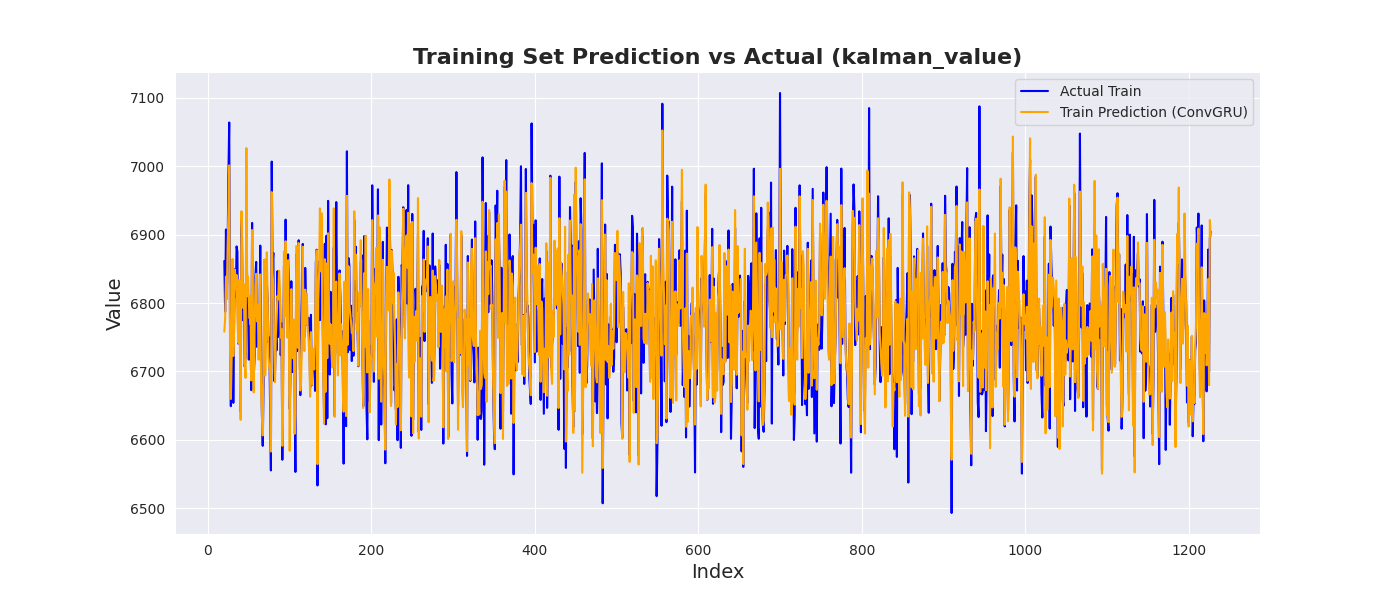 Training Set Prediction vs Actual (kalman_value)
Actual Train
Train Prediction (ConvGRU)
Value
7100
7000
6900
6800
6700
6600
6500
0 200 400 600 800 1000 1200
Index